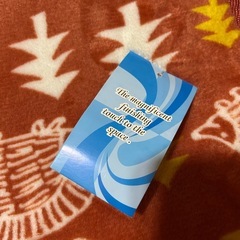 The magnificent
finishing
touch to the
space.